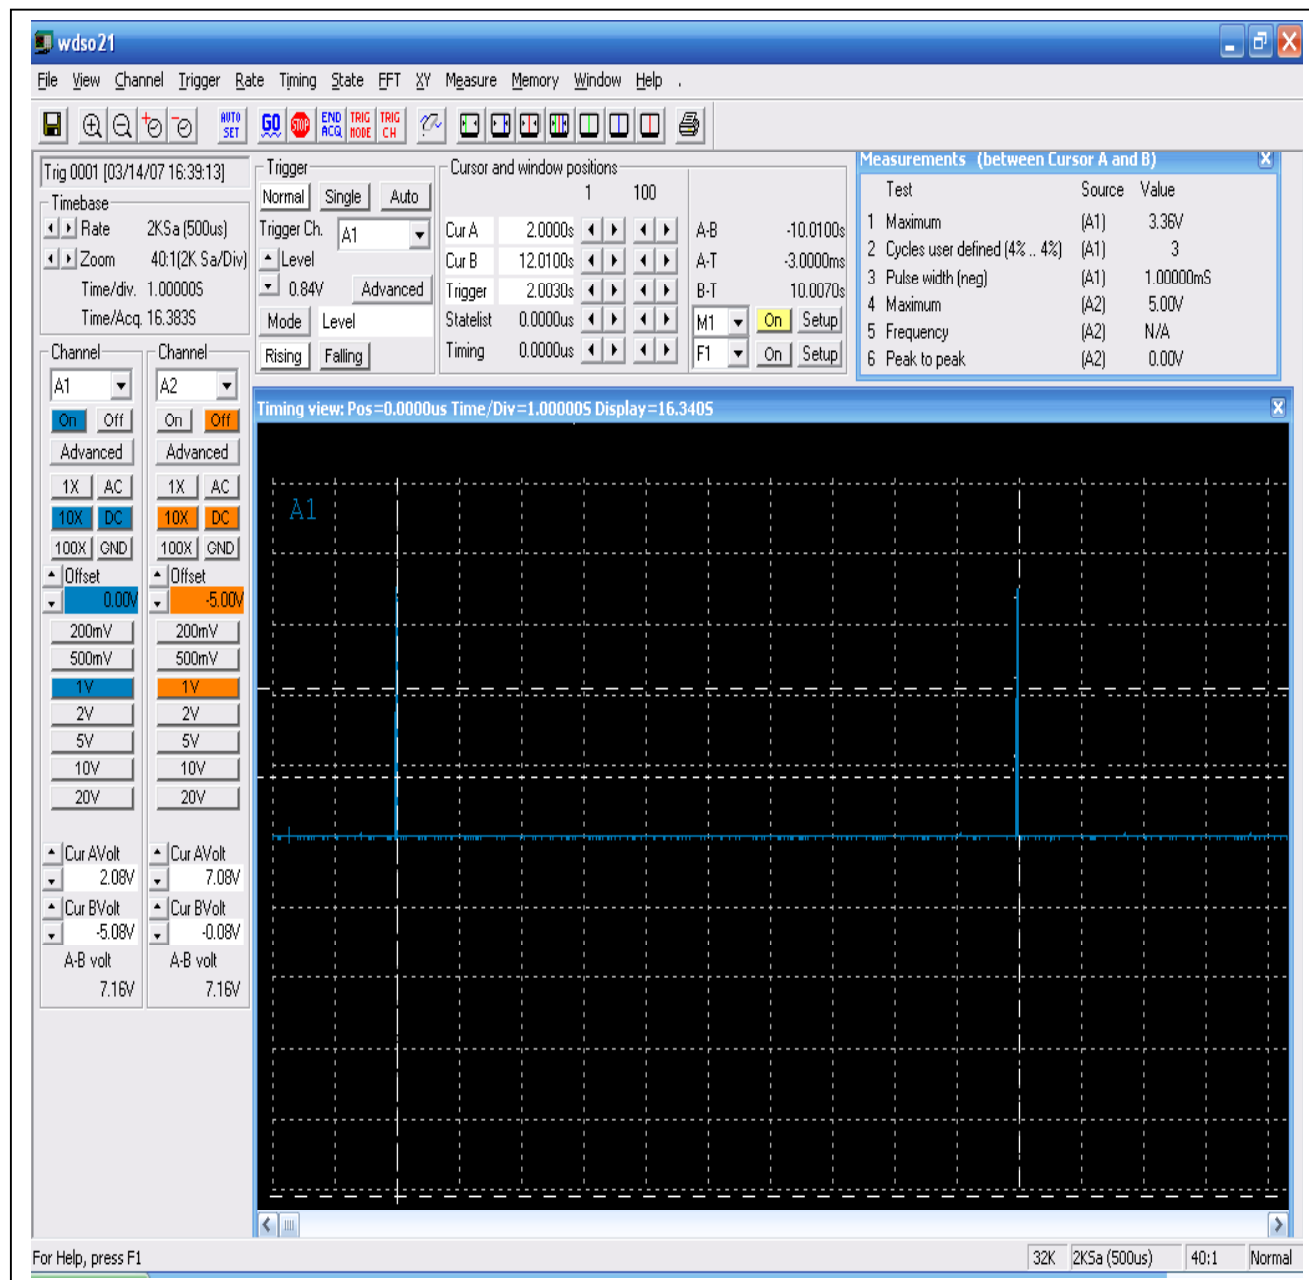 wdso21
File View Channel Trigger Rate Timing State FFT XY Measure Memory Window Help .
AUTO SET GO STOP END ACQ TRIG MODE TRIG CH
Trig 0001 [03/14/07 16:39:13]
Timebase
Rate 2KSa (500us)
Zoom 40:1(2K Sa/Div)
Time/div. 1.00000S
Time/Acq. 16.383S
Trigger
Normal Single Auto
Trigger Ch. A1
Level
0.84V Advanced
Mode Level
Rising Falling
Cursor and window positions
1 100
Cur A 2.0000s
Cur B 12.0100s
Trigger 2.0030s
Statelist 0.0000us
Timing 0.0000us
A-B -10.0100s
A-T -3.0000ms
B-T 10.0070s
M1 On Setup
F1 On Setup
Measurements (between Cursor A and B)
Test Source Value
1 Maximum (A1) 3.36V
2 Cycles user defined (4% .. 4%) (A1) 3
3 Pulse width (neg) (A1) 1.00000mS
4 Maximum (A2) 5.00V
5 Frequency (A2) N/A
6 Peak to peak (A2) 0.00V
Channel
A1
On Off
Advanced
1X AC
10X DC
100X GND
Offset
0.00V
200mV
500mV
1V
2V
5V
10V
20V
Cur AVolt
2.08V
Cur BVolt
-5.08V
A-B volt
7.16V
Channel
A2
On Off
Advanced
1X AC
10X DC
100X GND
Offset
-5.00V
200mV
500mV
1V
2V
5V
10V
20V
Cur AVolt
7.08V
Cur BVolt
-0.08V
A-B volt
7.16V
Timing view: Pos=0.0000us Time/Div=1.00000S Display=16.340S
A1
For Help, press F1
32K 2KSa (500us) 40:1 Normal